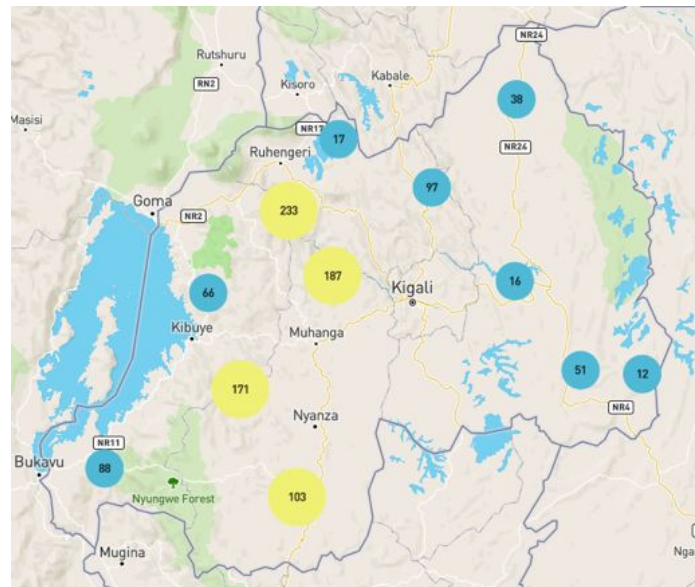 NR24
Rutshuru
Kabale
RN2
Kisoro
38
Masisi
NR17
17
NR24
Ruhengeri
97
Goma
NR2
233
187
16
66
Kigali
Kibuye
Muhanga
51
12
171
NR4
Nyanza
NR11
Bukavu
88
Nyungwe Forest
103
Mugina
Nga